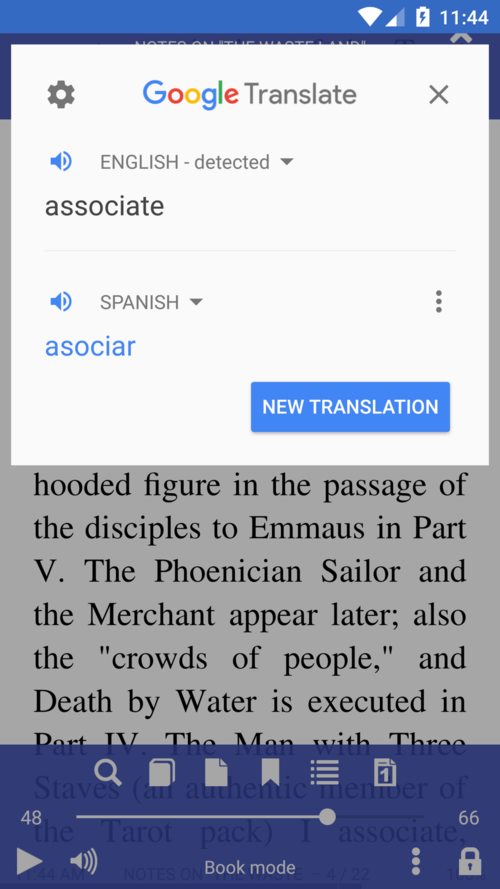 11:44
NOTES ON "THE WASTE LAND"
Google Translate
ENGLISH - detected
associate
SPANISH
asociar
NEW TRANSLATION
hooded figure in the passage of
the disciples to Emmaus in Part
V. The Phoenician Sailor and
the Merchant appear later; also
the "crowds of people," and
Death by Water is executed in
Part IV. The Man with Three
1
Staves (an authentic member of
48
66
the Tarot pack) I associate,
Book mode
11:44 AM NOTES ON "THE WASTE – 4 / 22